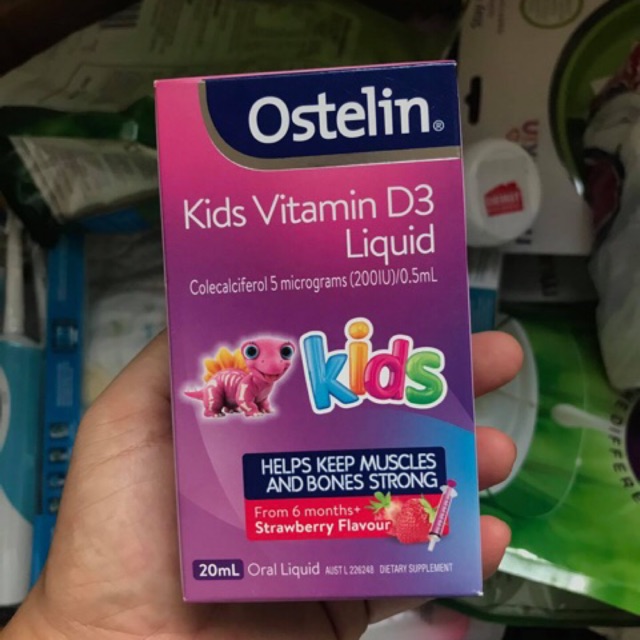 Ostelin®
Kids Vitamin D3
Liquid
Colecalciferol 5 micrograms (200IU)/0.5mL
kids
HELPS KEEP MUSCLES
AND BONES STRONG
From 6 months+
Strawberry Flavour
20mL Oral Liquid AUST L 226248 DIETARY SUPPLEMENT